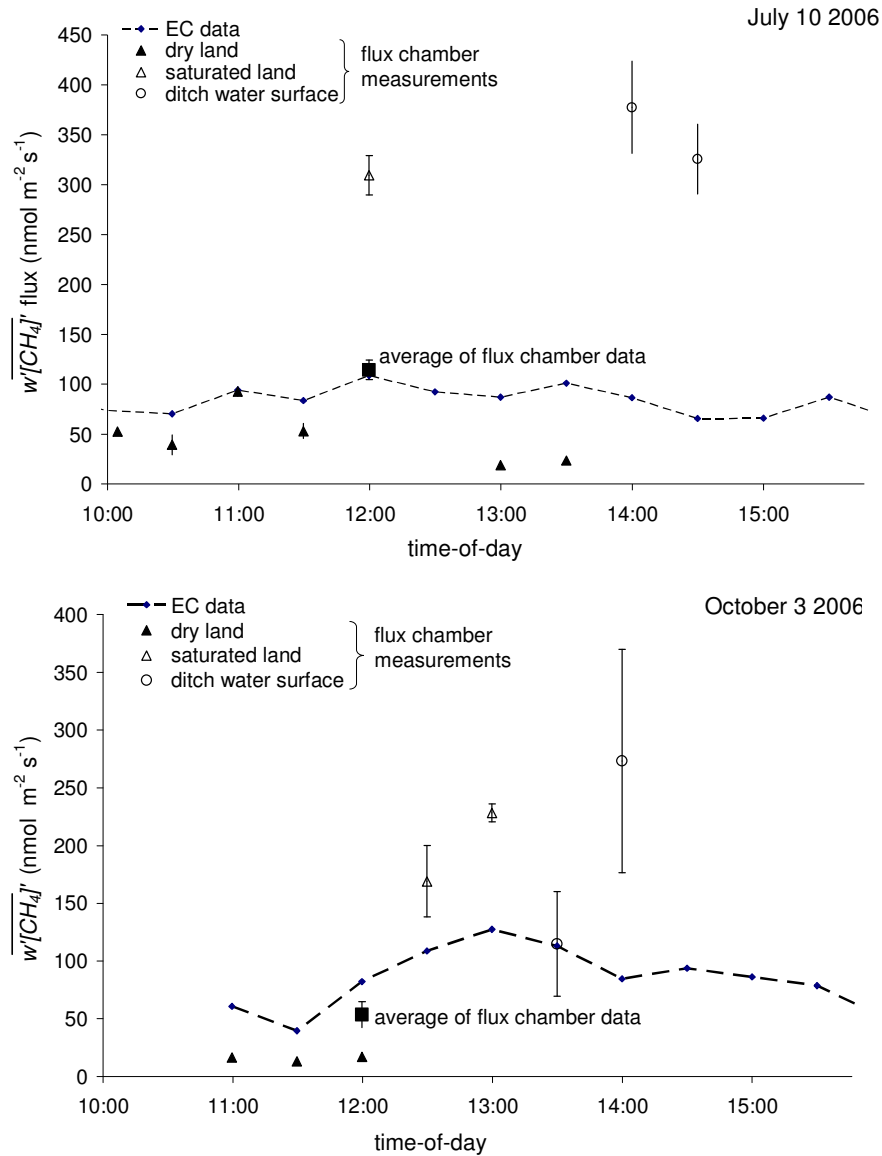 July 10 2006
EC data
dry land
saturated land
ditch water surface
flux chamber
measurements
450
400
350
300
250
200
150
100
50
0
w'[CH₄]' flux (nmol m⁻² s⁻¹)
average of flux chamber data
10:00 11:00 12:00 13:00 14:00 15:00
time-of-day
October 3 2006
EC data
dry land
saturated land
ditch water surface
flux chamber
measurements
400
350
300
250
200
150
100
50
0
w'[CH₄]' (nmol m⁻² s⁻¹)
average of flux chamber data
10:00 11:00 12:00 13:00 14:00 15:00
time-of-day